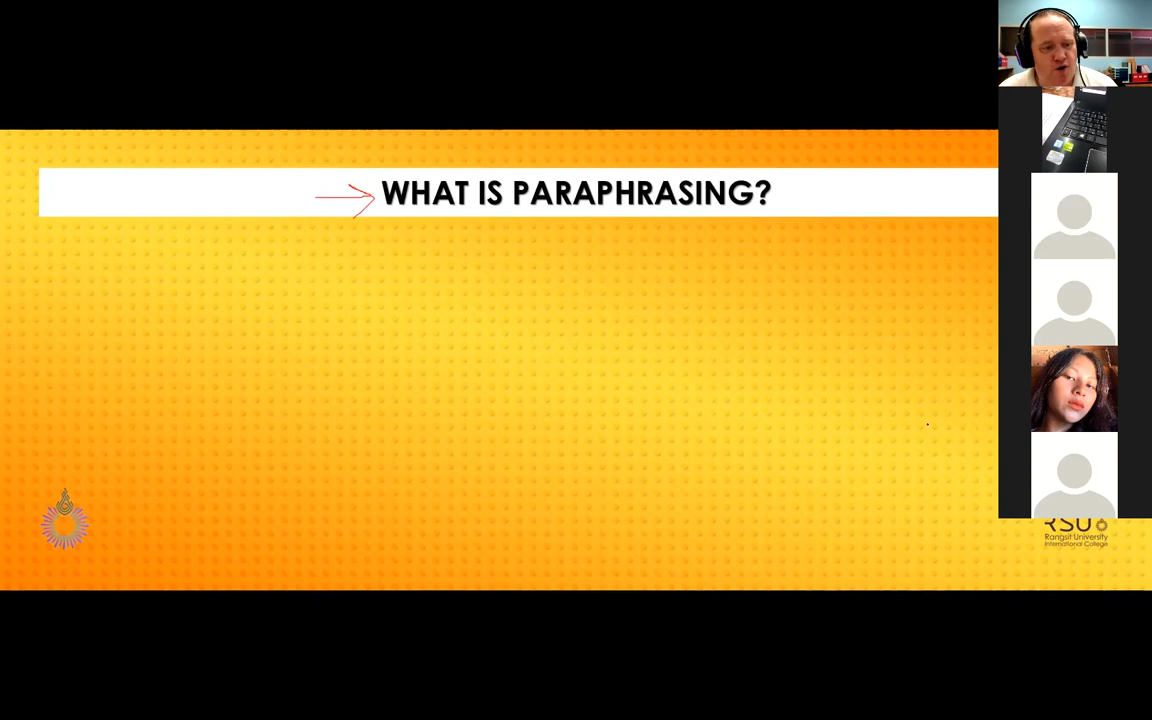 WHAT IS PARAPHRASING?
RSU
Rangsit University
International College